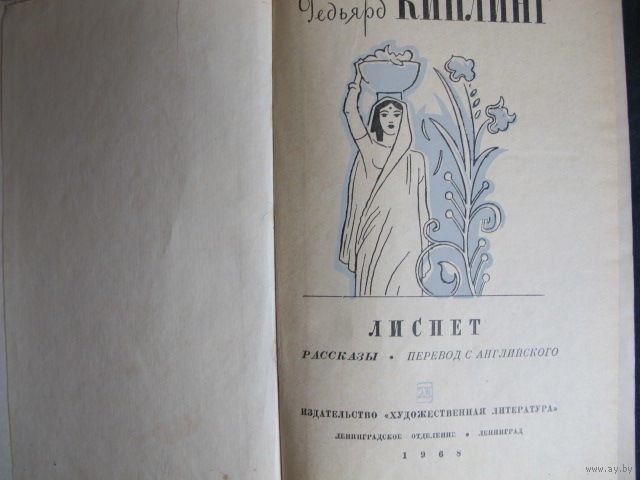 Редьярд КИПЛИНГ
ЛИСПЕТ
РАССКАЗЫ • ПЕРЕВОД С АНГЛИЙСКОГО
ИЗДАТЕЛЬСТВО «ХУДОЖЕСТВЕННАЯ ЛИТЕРАТУРА»
ЛЕНИНГРАДСКОЕ ОТДЕЛЕНИЕ • ЛЕНИНГРАД
1968
www.ay.by